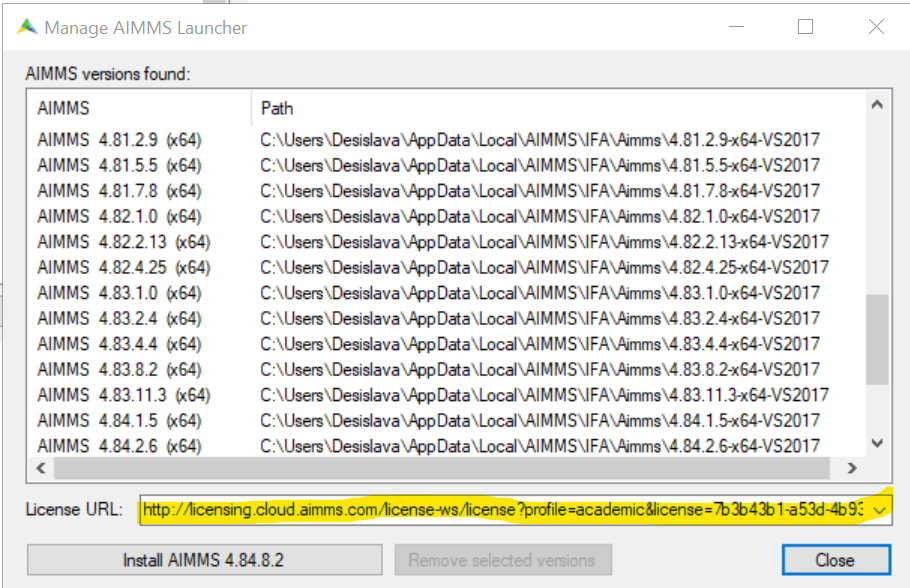 Manage AIMMS Launcher
AIMMS versions found:
AIMMS Path
AIMMS 4.81.2.9 (x64) C:\Users\Desislava\AppData\Local\AIMMS\IFA\Aimms\4.81.2.9-x64-VS2017
AIMMS 4.81.5.5 (x64) C:\Users\Desislava\AppData\Local\AIMMS\IFA\Aimms\4.81.5.5-x64-VS2017
AIMMS 4.81.7.8 (x64) C:\Users\Desislava\AppData\Local\AIMMS\IFA\Aimms\4.81.7.8-x64-VS2017
AIMMS 4.82.1.0 (x64) C:\Users\Desislava\AppData\Local\AIMMS\IFA\Aimms\4.82.1.0-x64-VS2017
AIMMS 4.82.2.13 (x64) C:\Users\Desislava\AppData\Local\AIMMS\IFA\Aimms\4.82.2.13-x64-VS2017
AIMMS 4.82.4.25 (x64) C:\Users\Desislava\AppData\Local\AIMMS\IFA\Aimms\4.82.4.25-x64-VS2017
AIMMS 4.83.1.0 (x64) C:\Users\Desislava\AppData\Local\AIMMS\IFA\Aimms\4.83.1.0-x64-VS2017
AIMMS 4.83.2.4 (x64) C:\Users\Desislava\AppData\Local\AIMMS\IFA\Aimms\4.83.2.4-x64-VS2017
AIMMS 4.83.4.4 (x64) C:\Users\Desislava\AppData\Local\AIMMS\IFA\Aimms\4.83.4.4-x64-VS2017
AIMMS 4.83.8.2 (x64) C:\Users\Desislava\AppData\Local\AIMMS\IFA\Aimms\4.83.8.2-x64-VS2017
AIMMS 4.83.11.3 (x64) C:\Users\Desislava\AppData\Local\AIMMS\IFA\Aimms\4.83.11.3-x64-VS2017
AIMMS 4.84.1.5 (x64) C:\Users\Desislava\AppData\Local\AIMMS\IFA\Aimms\4.84.1.5-x64-VS2017
AIMMS 4.84.2.6 (x64) C:\Users\Desislava\AppData\Local\AIMMS\IFA\Aimms\4.84.2.6-x64-VS2017
License URL: http://licensing.cloud.aimms.com/license-ws/license?profile=academic&license=7b3b43b1-a53d-4b93
Install AIMMS 4.84.8.2 Remove selected versions Close